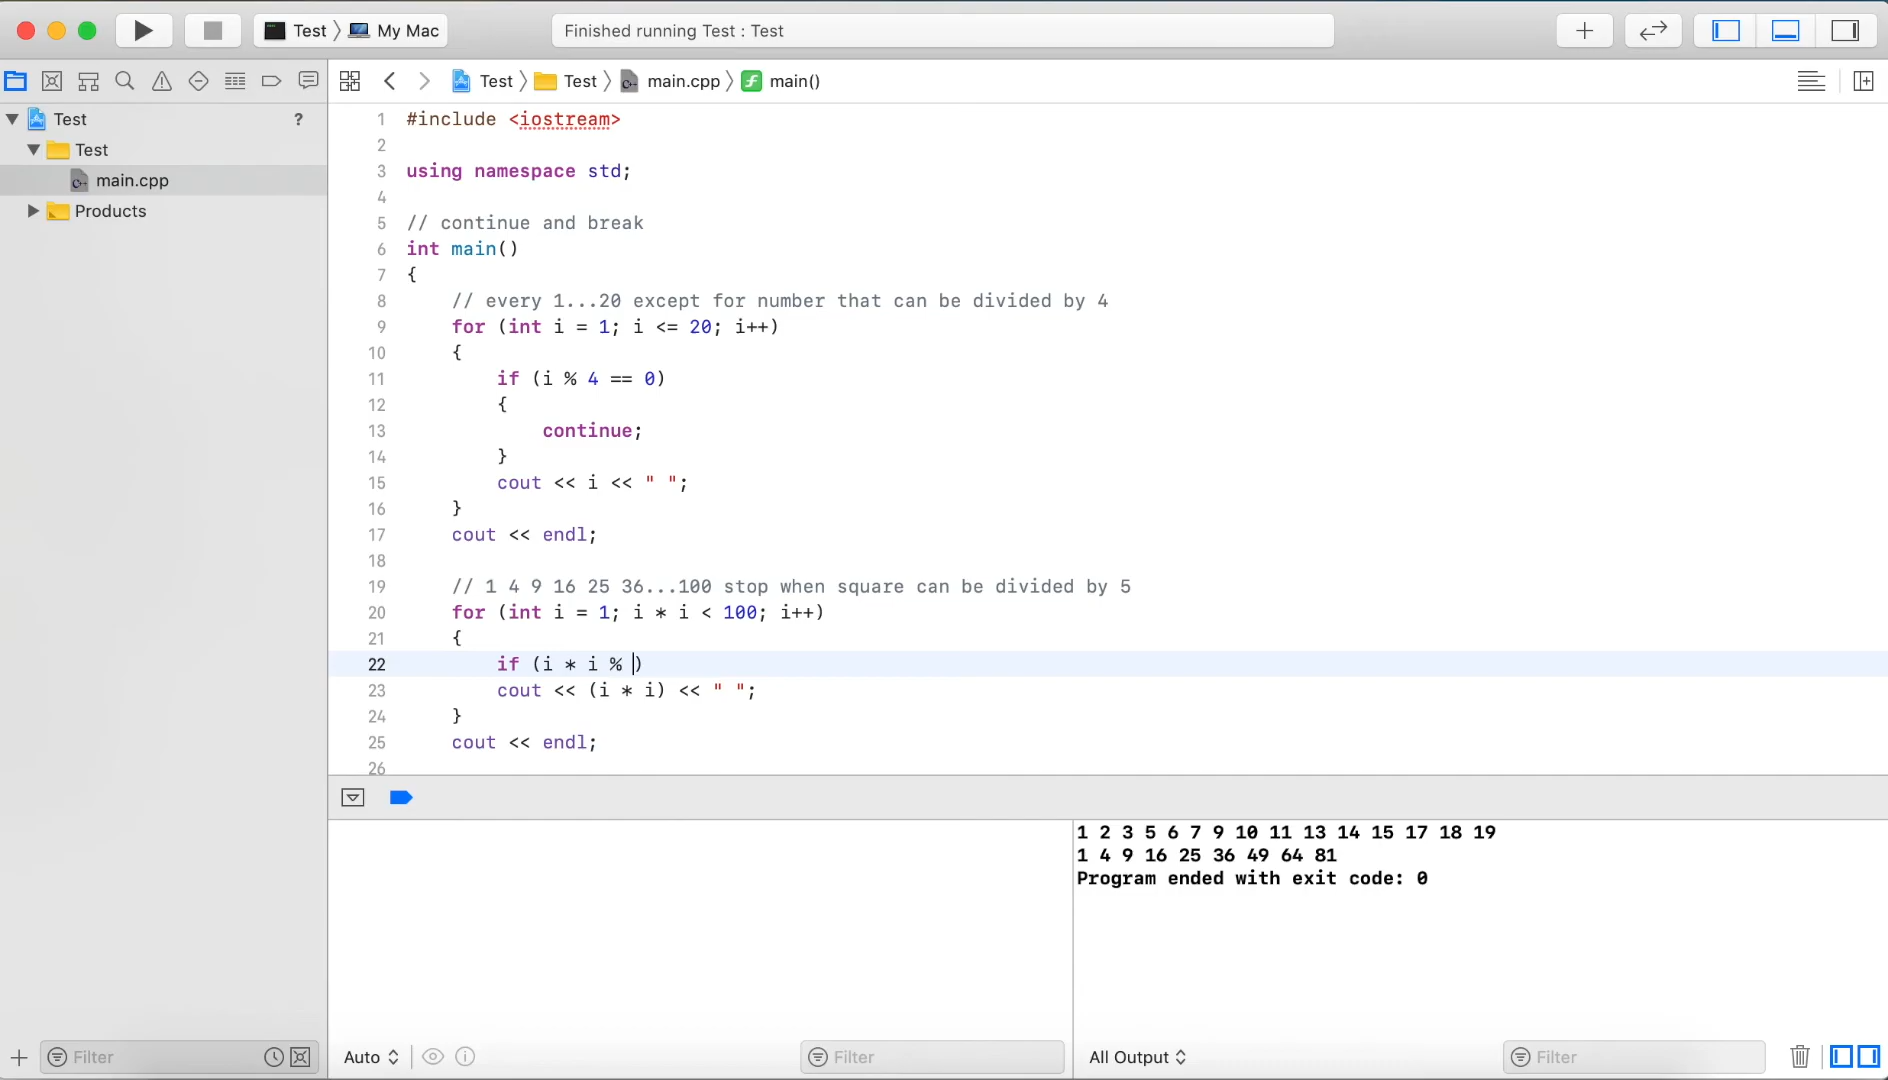 Test 〉 My Mac
Finished running Test : Test
Test 〉 Test 〉 main.cpp 〉 main()
Test ?
Test
main.cpp
Products
1 #include <iostream>
2
3 using namespace std;
4
5 // continue and break
6 int main()
7 {
8 // every 1...20 except for number that can be divided by 4
9 for (int i = 1; i <= 20; i++)
10 {
11 if (i % 4 == 0)
12 {
13 continue;
14 }
15 cout << i << " ";
16 }
17 cout << endl;
18
19 // 1 4 9 16 25 36...100 stop when square can be divided by 5
20 for (int i = 1; i * i < 100; i++)
21 {
22 if (i * i % )
23 cout << (i * i) << " ";
24 }
25 cout << endl;
26
1 2 3 5 6 7 9 10 11 13 14 15 17 18 19
1 4 9 16 25 36 49 64 81
Program ended with exit code: 0
Filter
Auto
Filter
All Output
Filter